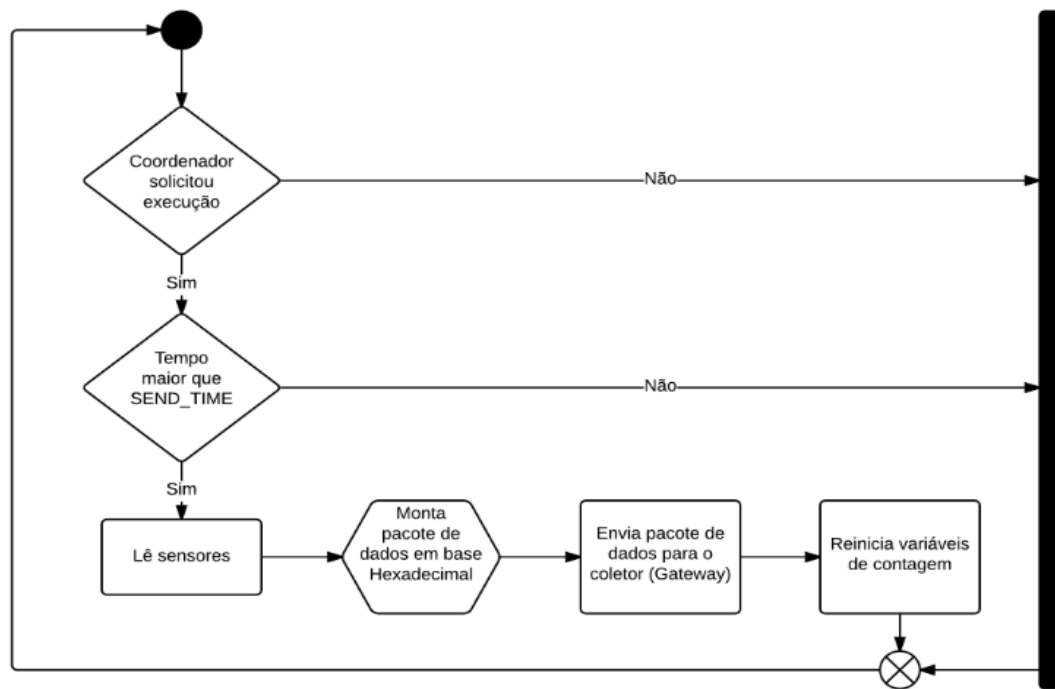 Coordenador
solicitou
execução
Não
Sim
Tempo
maior que
SEND_TIME
Não
Sim
Lê sensores
Monta
pacote de
dados em base
Hexadecimal
Envia pacote de
dados para o
coletor (Gateway)
Reinicia variáveis
de contagem